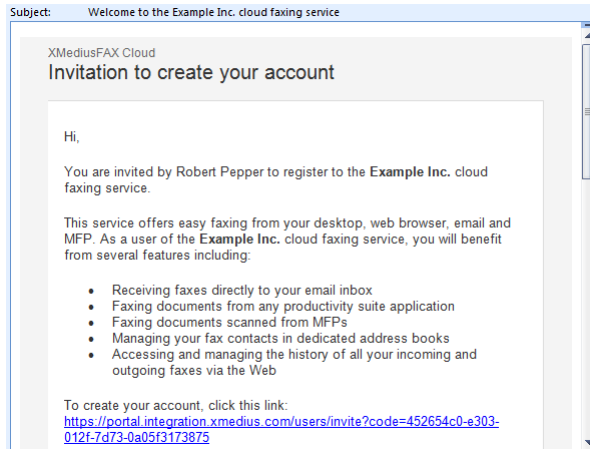 Subject: Welcome to the Example Inc. cloud faxing service
XMediusFAX Cloud
Invitation to create your account
Hi,
You are invited by Robert Pepper to register to the Example Inc. cloud
faxing service.
This service offers easy faxing from your desktop, web browser, email and
MFP. As a user of the Example Inc. cloud faxing service, you will benefit
from several features including:
• Receiving faxes directly to your email inbox
• Faxing documents from any productivity suite application
• Faxing documents scanned from MFPs
• Managing your fax contacts in dedicated address books
• Accessing and managing the history of all your incoming and
outgoing faxes via the Web
To create your account, click this link:
https://portal.integration.xmedius.com/users/invite?code=452654c0-e303-
012f-7d73-0a05f3173875